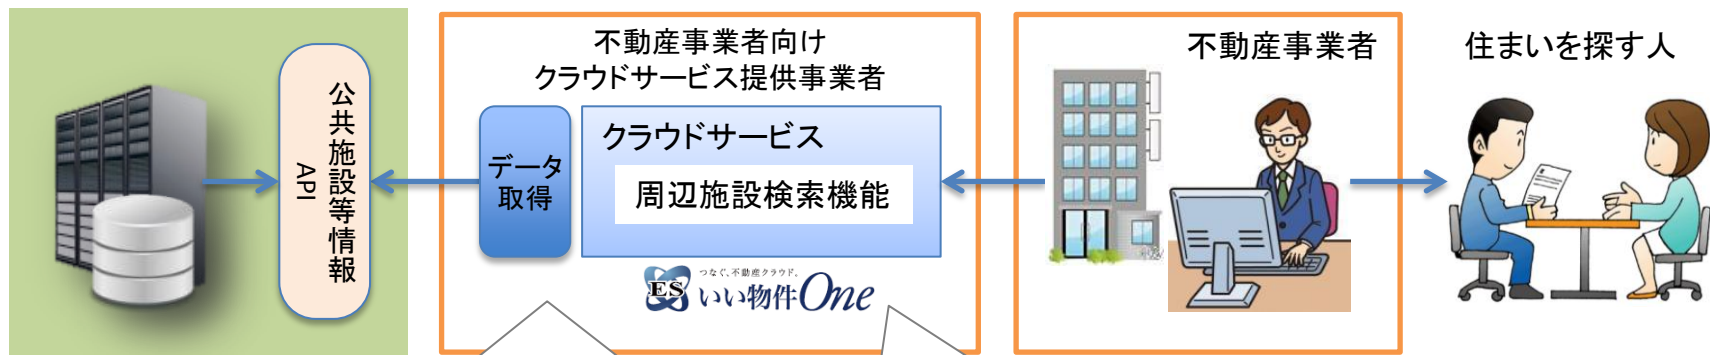 公共施設等情報
API
不動産事業者向け
クラウドサービス提供事業者
データ
取得
クラウドサービス
周辺施設検索機能
つなぐ、不動産クラウド。
ES
いい物件One
不動産事業者
住まいを探す人